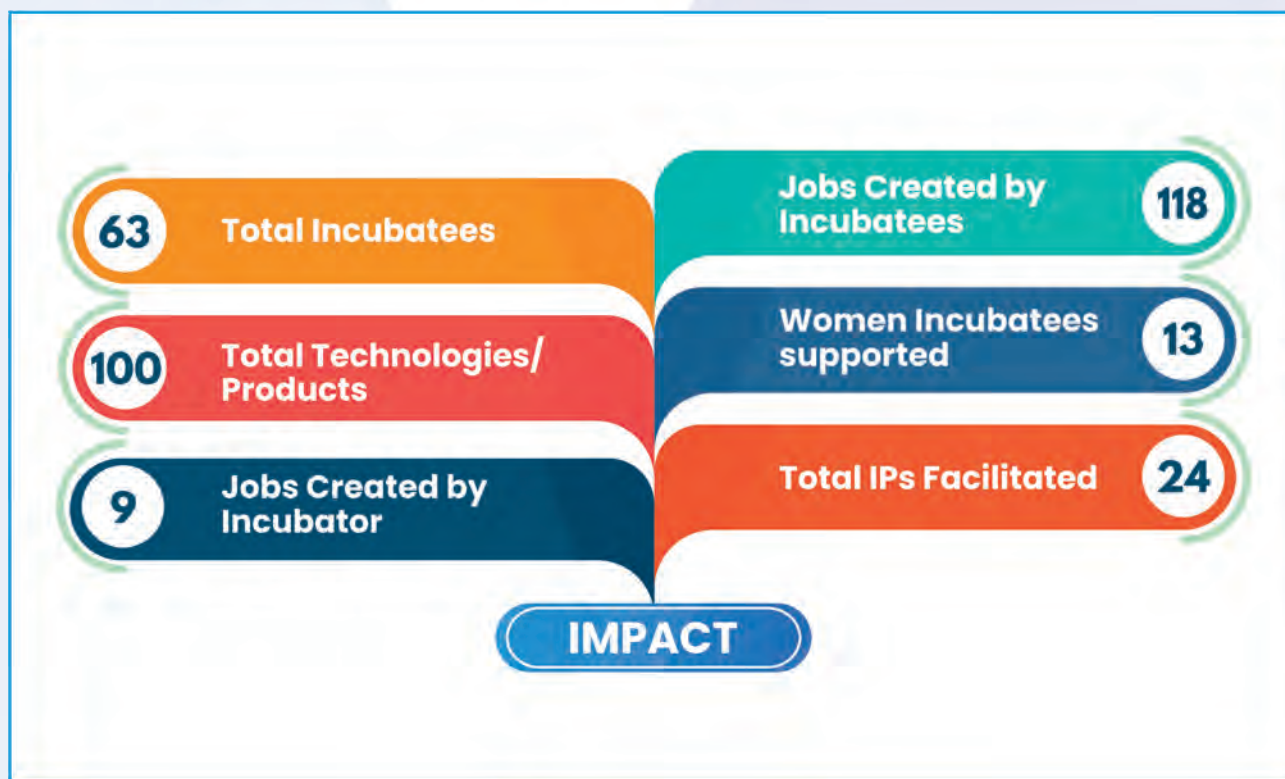 63
Total Incubatees
100
Total Technologies/
Products
9
Jobs Created by
Incubator
Jobs Created by
Incubatees
118
Women Incubatees
supported
13
Total IPs Facilitated
24
IMPACT